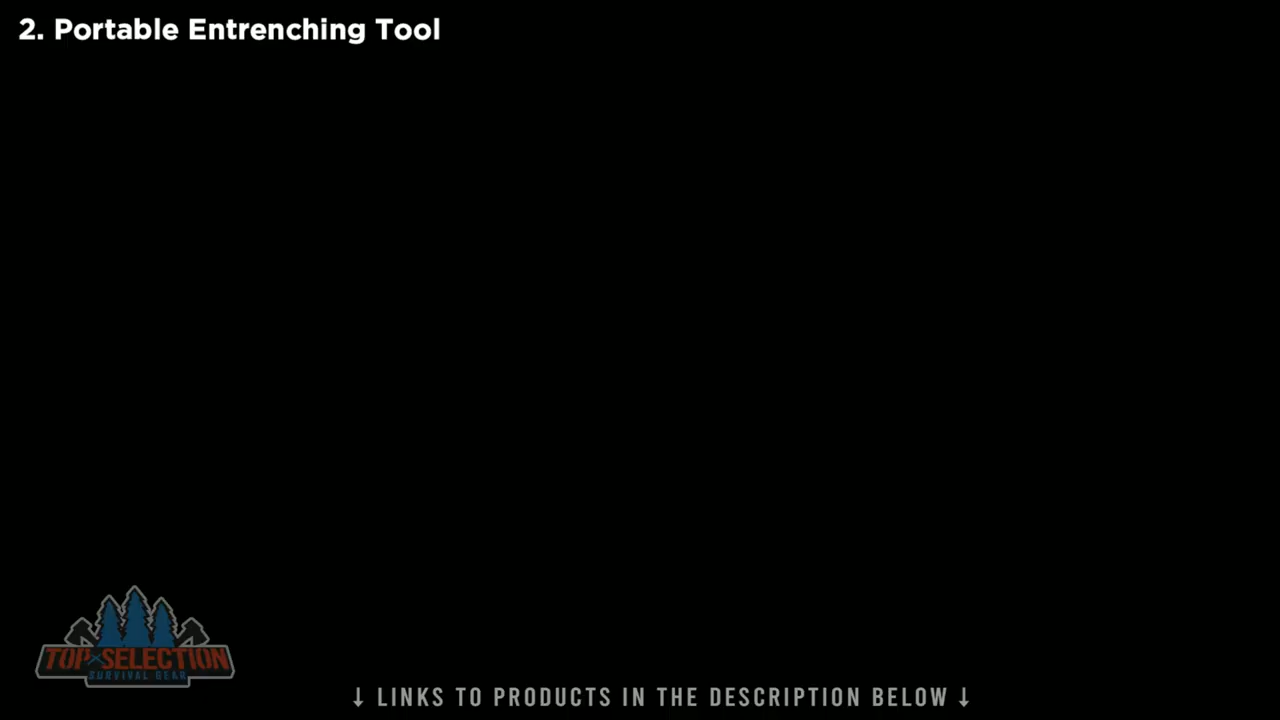 2. Portable Entrenching Tool
TOP SELECTION
SURVIVAL GEAR
↓ LINKS TO PRODUCTS IN THE DESCRIPTION BELOW ↓